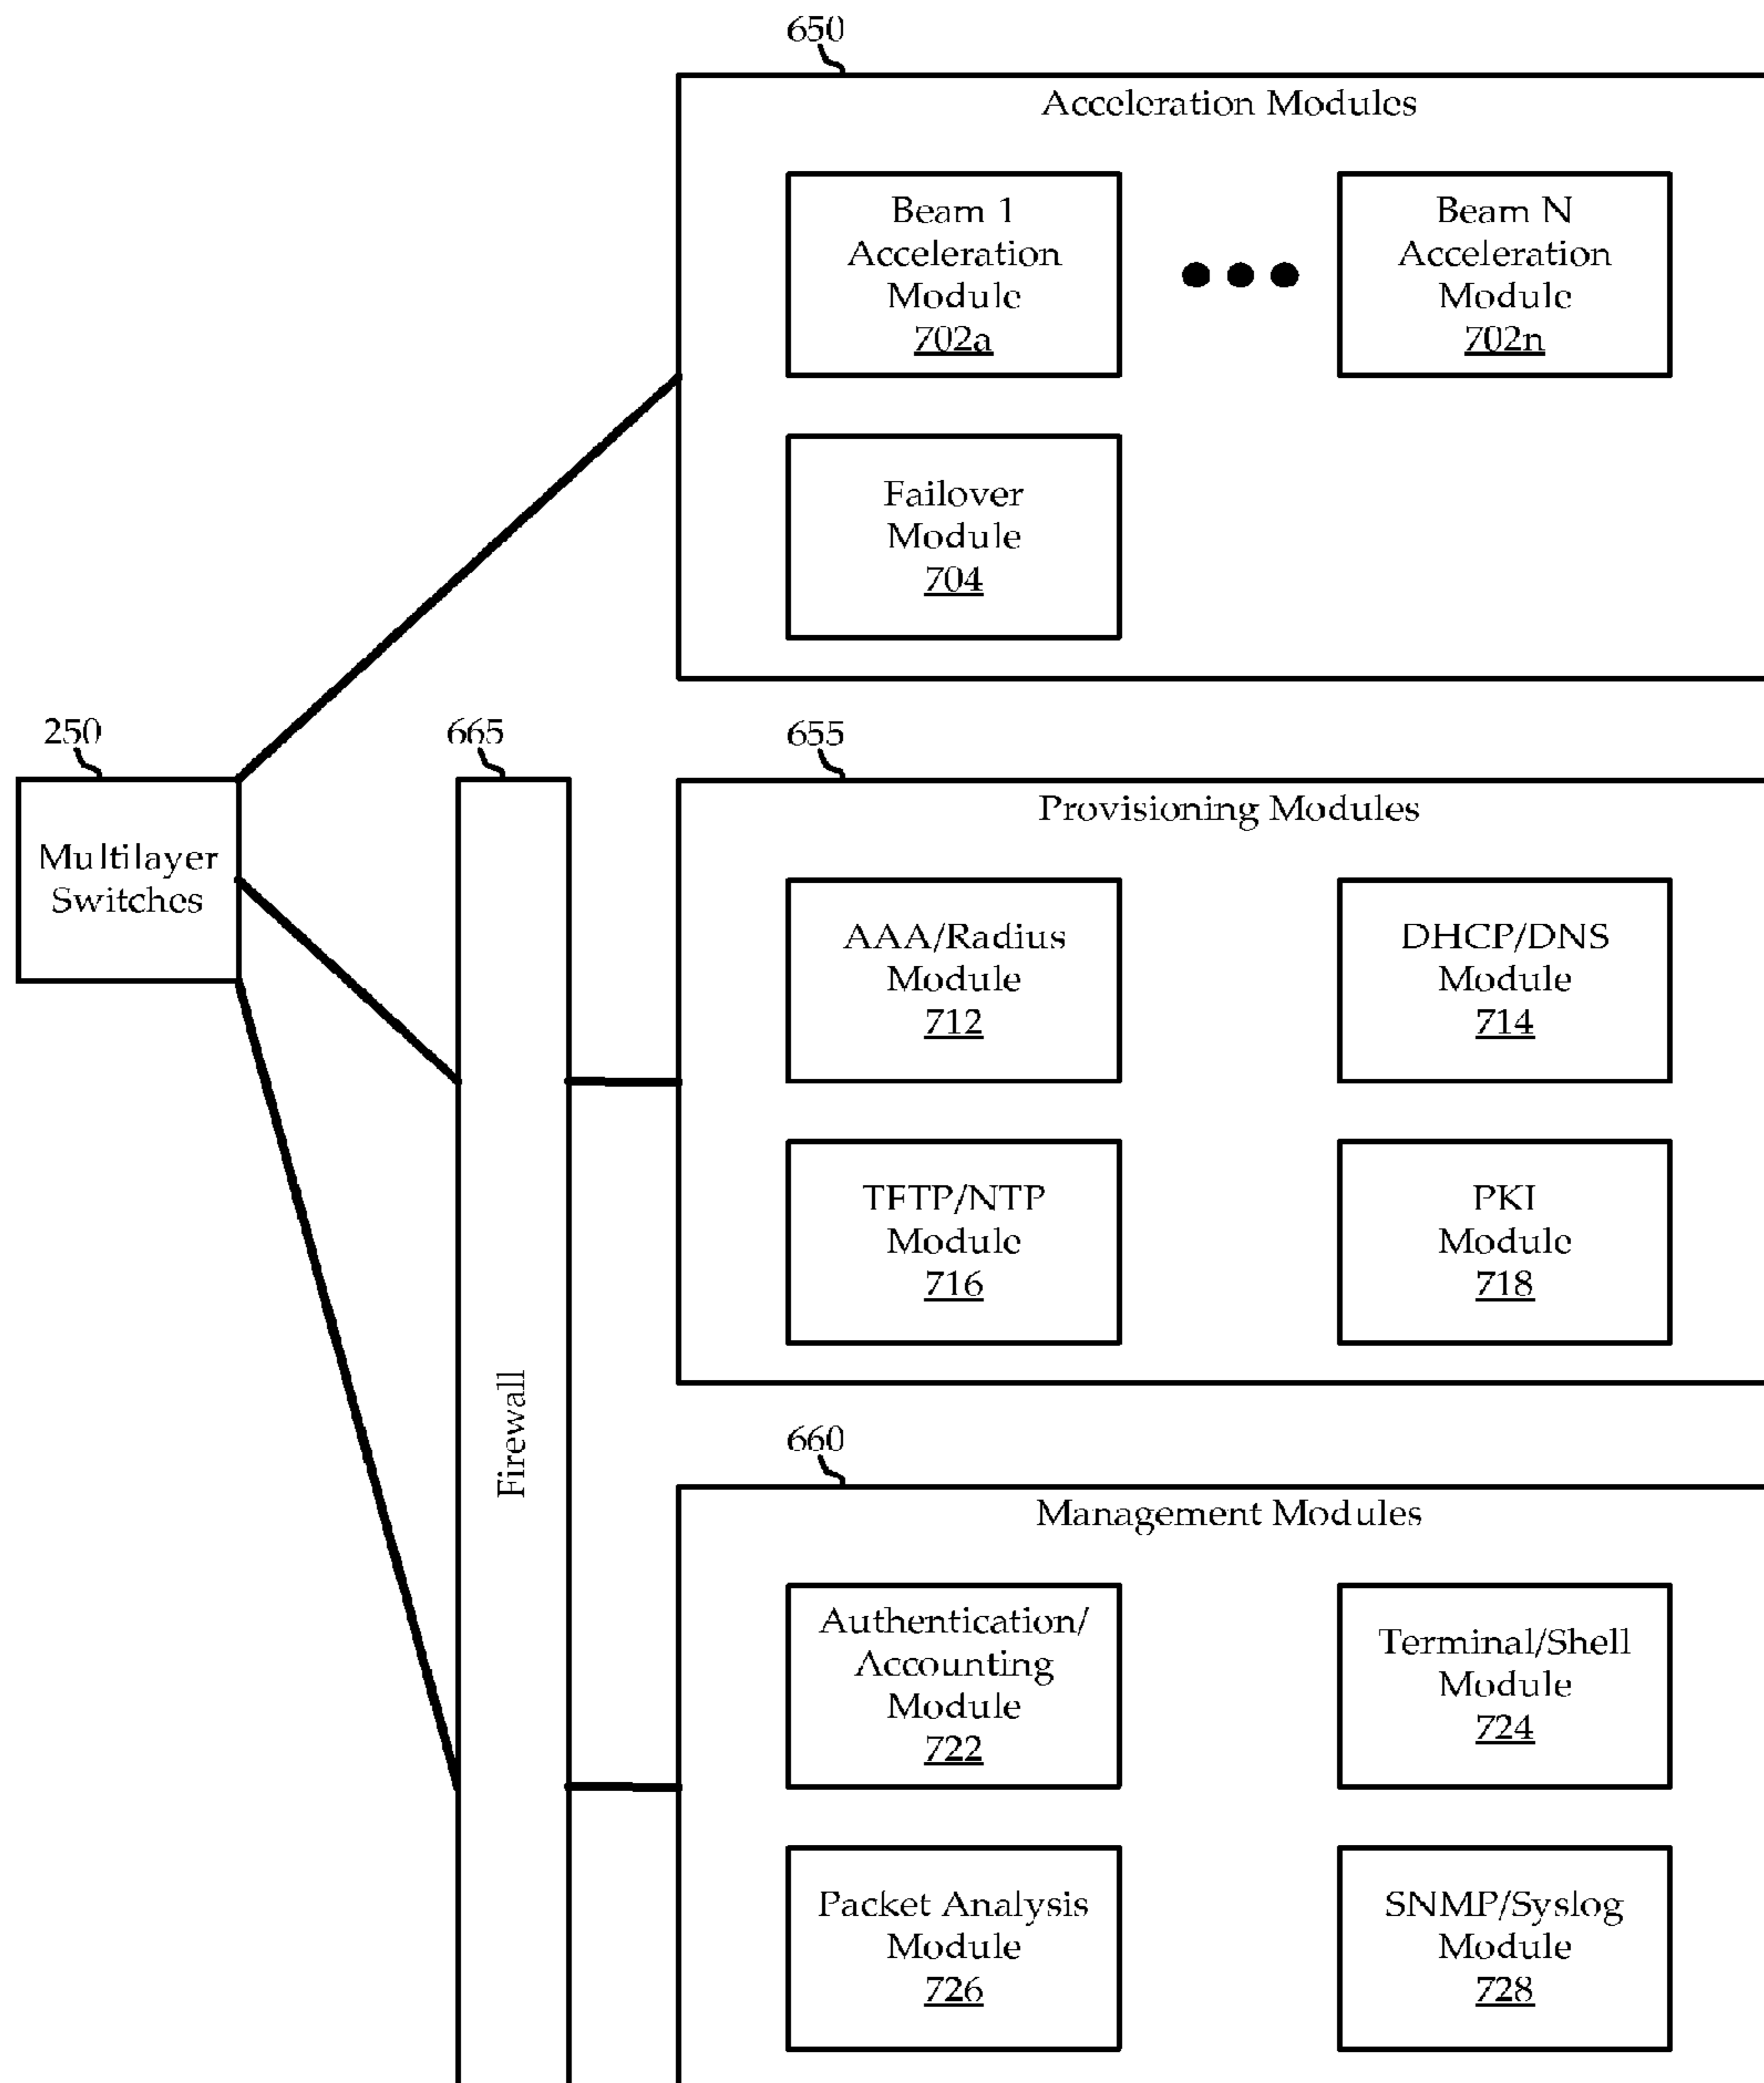 650
Acceleration Modules
Beam 1
Acceleration
Module
702a
Beam N
Acceleration
Module
702n
Failover
Module
704
250
Multilayer
Switches
665
Firewall
655
Provisioning Modules
AAA/Radius
Module
712
DHCP/DNS
Module
714
TFTP/NTP
Module
716
PKI
Module
718
660
Management Modules
Authentication/
Accounting
Module
722
Terminal/Shell
Module
724
Packet Analysis
Module
726
SNMP/Syslog
Module
728